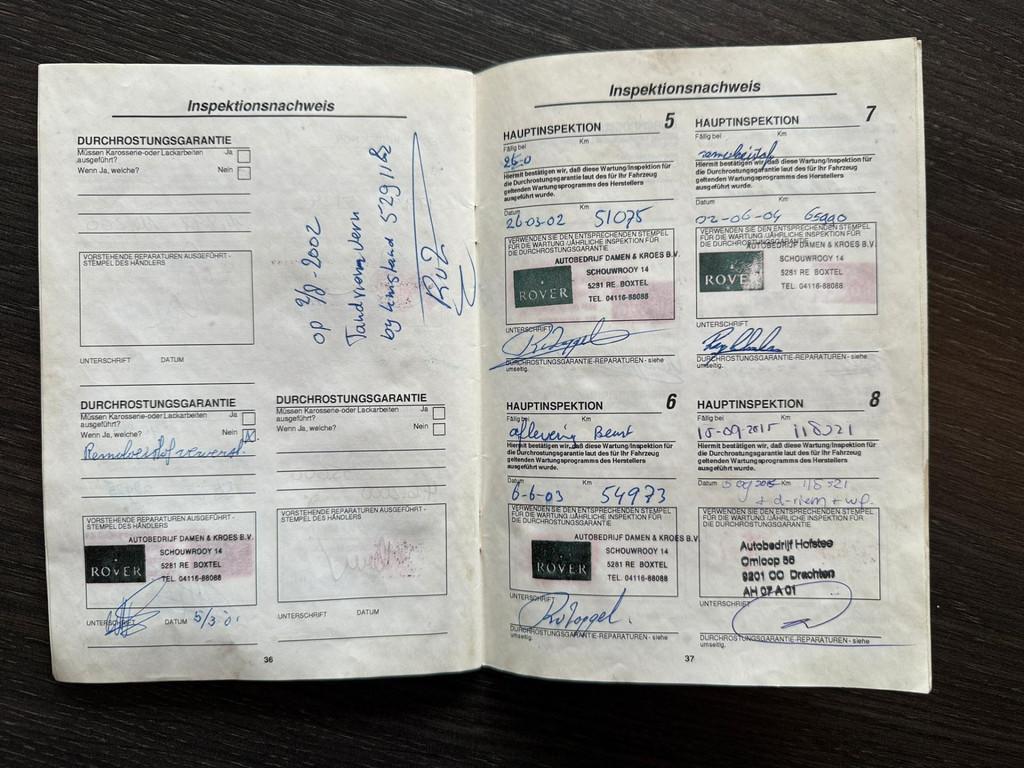 Inspektionsnachweis
DURCHROSTUNGSGARANTIE
Müssen Karosserie-oder Lackarbeiten ausgeführt? Ja
Wenn Ja, welche? Nein
VORSTEHENDE REPARATUREN AUSGEFÜHRT -
STEMPEL DES HÄNDLERS
UNTERSCHRIFT DATUM
op 2/8-2002
Tandriem
by kmstand 52911 km
DURCHROSTUNGSGARANTIE
Müssen Karosserie-oder Lackarbeiten ausgeführt? Ja
Wenn Ja, welche? Nein
VORSTEHENDE REPARATUREN AUSGEFÜHRT -
STEMPEL DES HÄNDLERS
AUTOBEDRIJF DAMEN & KROES B.V.
ROVER
SCHOUWROOY 14
5281 RE BOXTEL
TEL. 04116-88088
UNTERSCHRIFT DATUM 5/3
DURCHROSTUNGSGARANTIE
Müssen Karosserie-oder Lackarbeiten ausgeführt? Ja
Wenn Ja, welche? Nein
VORSTEHENDE REPARATUREN AUSGEFÜHRT -
STEMPEL DES HÄNDLERS
UNTERSCHRIFT DATUM
36
Inspektionsnachweis
HAUPTINSPEKTION 5
Fällig bei Km
Hiermit bestätigen wir, daß diese Wartung/Inspektion für
die Durchrostungsgarantie laut des für Ihr Fahrzeug
geltenden Wartungsprogramms des Herstellers
ausgeführt wurde.
Datum Km
26-03-02 51075
VERWENDEN SIE DEN ENTSPRECHENDEN STEMPEL
FÜR DIE WARTUNG/JÄHRLICHE INSPEKTION FÜR
DIE DURCHROSTUNGSGARANTIE
AUTOBEDRIJF DAMEN & KROES B.V.
ROVER
SCHOUWROOY 14
5281 RE BOXTEL
TEL. 04116-88088
UNTERSCHRIFT
DURCHROSTUNGSGARANTIE-REPARATUREN - siehe
umseitig.
HAUPTINSPEKTION 6
Fällig bei Km
aflevering Beurt
Hiermit bestätigen wir, daß diese Wartung/Inspektion für
die Durchrostungsgarantie laut des für Ihr Fahrzeug
geltenden Wartungsprogramms des Herstellers
ausgeführt wurde.
Datum Km
6-6-03 54973
VERWENDEN SIE DEN ENTSPRECHENDEN STEMPEL
FÜR DIE WARTUNG/JÄHRLICHE INSPEKTION FÜR
DIE DURCHROSTUNGSGARANTIE
AUTOBEDRIJF DAMEN & KROES B.V.
ROVER
SCHOUWROOY 14
5281 RE BOXTEL
TEL. 04116-88088
UNTERSCHRIFT
DURCHROSTUNGSGARANTIE-REPARATUREN - siehe
umseitig.
HAUPTINSPEKTION 7
Fällig bei Km
Hiermit bestätigen wir, daß diese Wartung/Inspektion für
die Durchrostungsgarantie laut des für Ihr Fahrzeug
geltenden Wartungsprogramms des Herstellers
ausgeführt wurde.
Datum Km
02-06-04
VERWENDEN SIE DEN ENTSPRECHENDEN STEMPEL
FÜR DIE WARTUNG/JÄHRLICHE INSPEKTION FÜR
DIE DURCHROSTUNGSGARANTIE
AUTOBEDRIJF DAMEN & KROES B.V.
ROVER
SCHOUWROOY 14
5281 RE BOXTEL
TEL. 04116-88088
UNTERSCHRIFT
DURCHROSTUNGSGARANTIE-REPARATUREN - siehe
umseitig.
HAUPTINSPEKTION 8
Fällig bei Km
15-09-2015 118521
Hiermit bestätigen wir, daß diese Wartung/Inspektion für
die Durchrostungsgarantie laut des für Ihr Fahrzeug
geltenden Wartungsprogramms des Herstellers
ausgeführt wurde.
Datum Km
118521
+ d-riem + wp.
VERWENDEN SIE DEN ENTSPRECHENDEN STEMPEL
FÜR DIE WARTUNG/JÄHRLICHE INSPEKTION FÜR
DIE DURCHROSTUNGSGARANTIE
Autobedrijf Hofstee
Omloop 56
9201 CC Drachten
AH 07 A 01
UNTERSCHRIFT
DURCHROSTUNGSGARANTIE-REPARATUREN - siehe
umseitig.
37